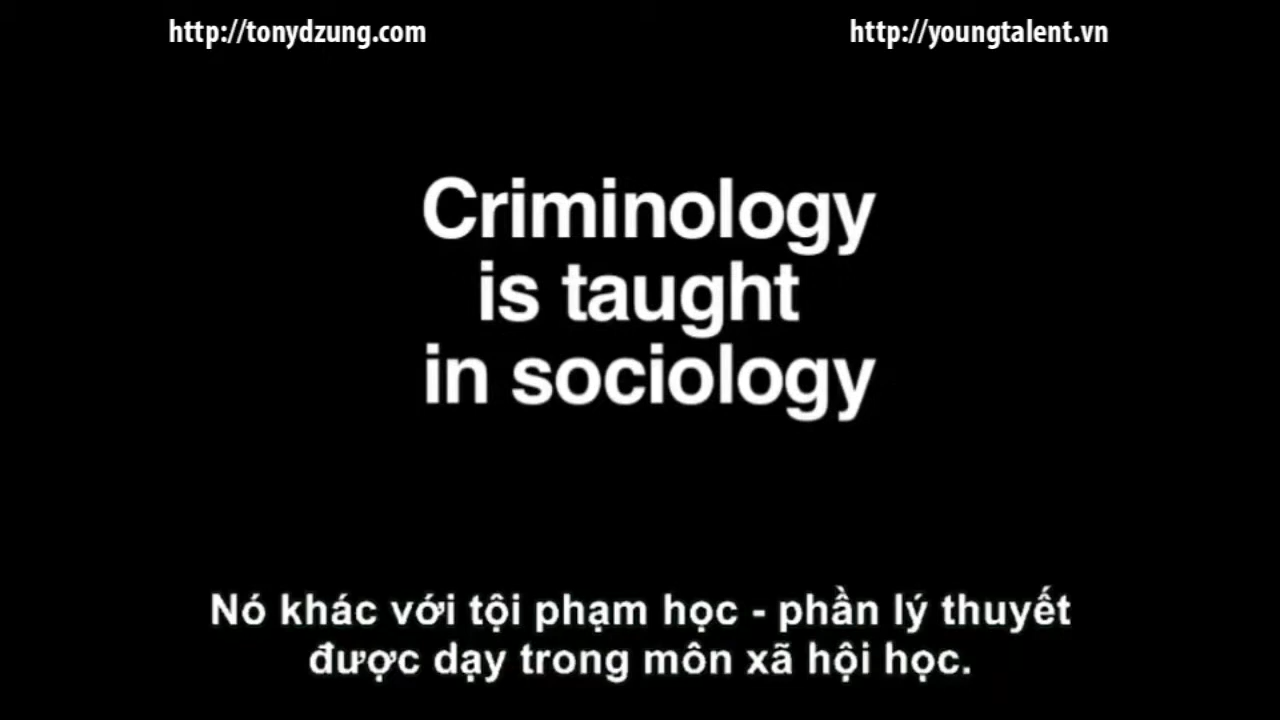 http://tonydzung.com http://youngtalent.vn
Criminology
is taught
in sociology
Nó khác với tội phạm học - phần lý thuyết
được dạy trong môn xã hội học.